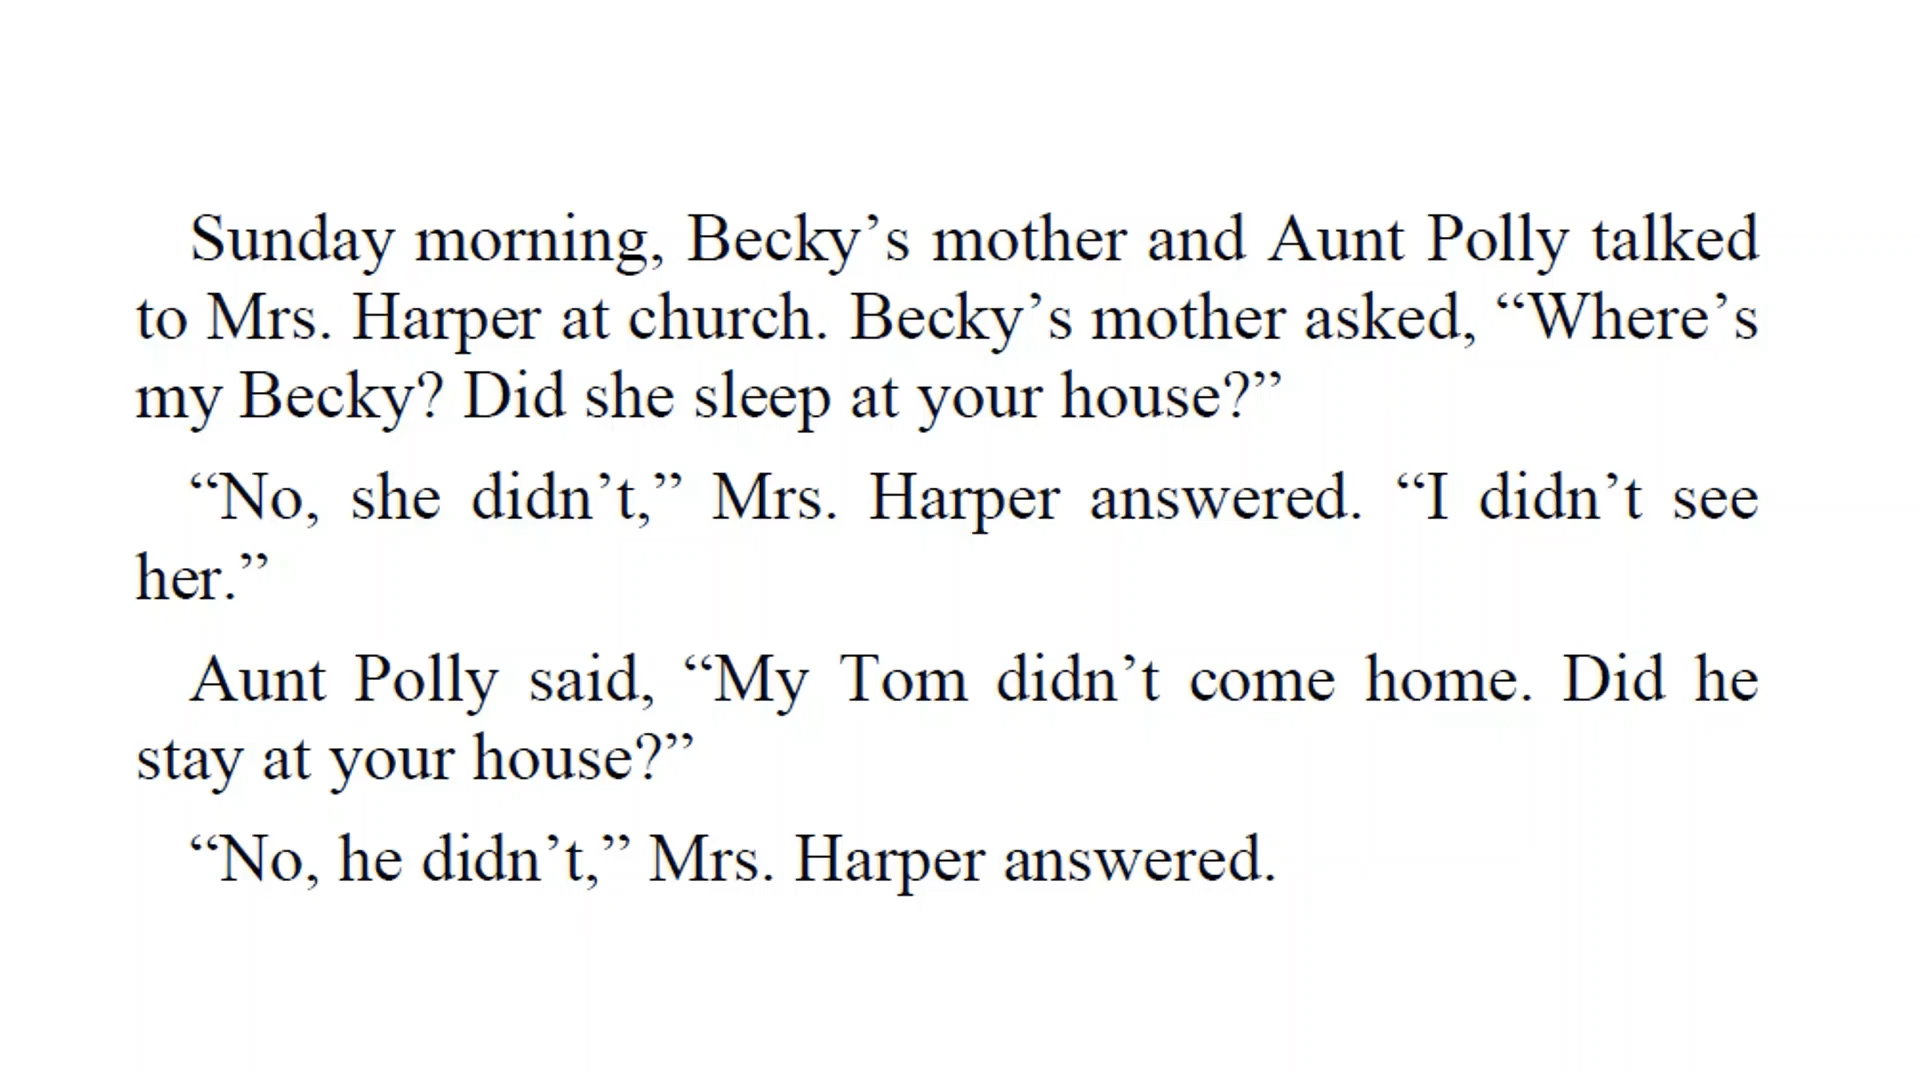 Sunday morning, Becky’s mother and Aunt Polly talked
to Mrs. Harper at church. Becky’s mother asked, “Where’s
my Becky? Did she sleep at your house?”
“No, she didn’t,” Mrs. Harper answered. “I didn’t see
her.”
Aunt Polly said, “My Tom didn’t come home. Did he
stay at your house?”
“No, he didn’t,” Mrs. Harper answered.